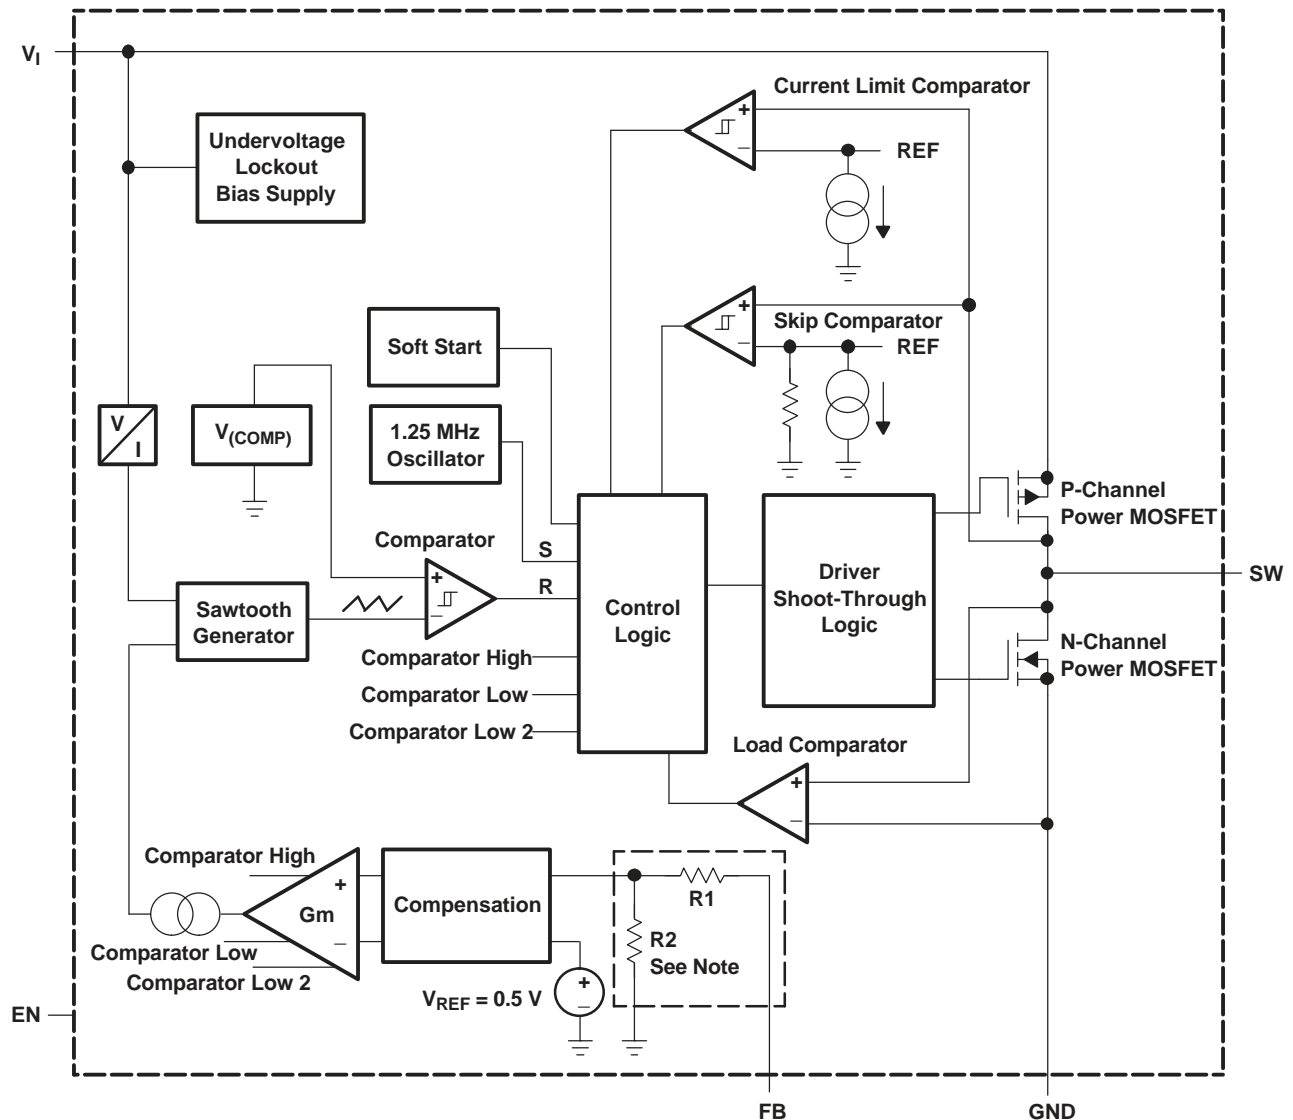 V_I
Current Limit Comparator
+
−
REF
Undervoltage
Lockout
Bias Supply
+
−
Skip Comparator
REF
Soft Start
V
I
V(COMP)
1.25 MHz
Oscillator
P-Channel
Power MOSFET
Comparator
+
−
S
R
Sawtooth
Generator
Control
Logic
Driver
Shoot-Through
Logic
SW
N-Channel
Power MOSFET
Comparator High
Comparator Low
Comparator Low 2
Load Comparator
+
−
Comparator High
+
Gm
−
Compensation
R1
R2
See Note
Comparator Low
Comparator Low 2
V_REF = 0.5 V
+
−
EN
FB
GND